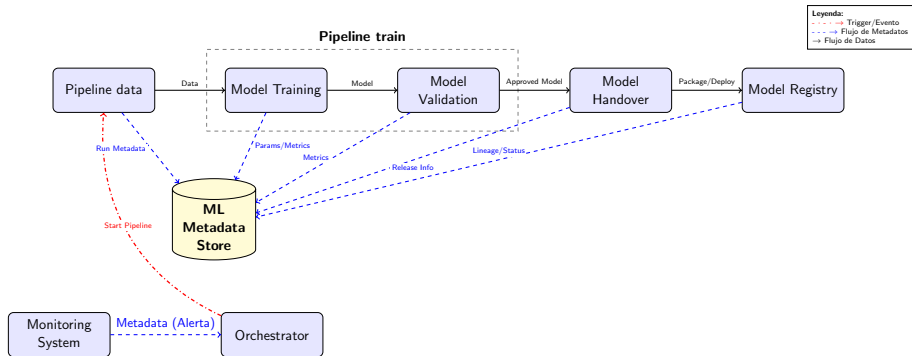 Leyenda:
Trigger/Evento
Flujo de Metadatos
Flujo de Datos
Pipeline train
Pipeline data
Data
Model Training
Model
Model
Validation
Approved Model
Model
Handover
Package/Deploy
Model Registry
Run Metadata
Params/Metrics
Metrics
Release Info
Lineage/Status
ML
Metadata
Store
Start Pipeline
Monitoring
System
Metadata (Alerta)
Orchestrator